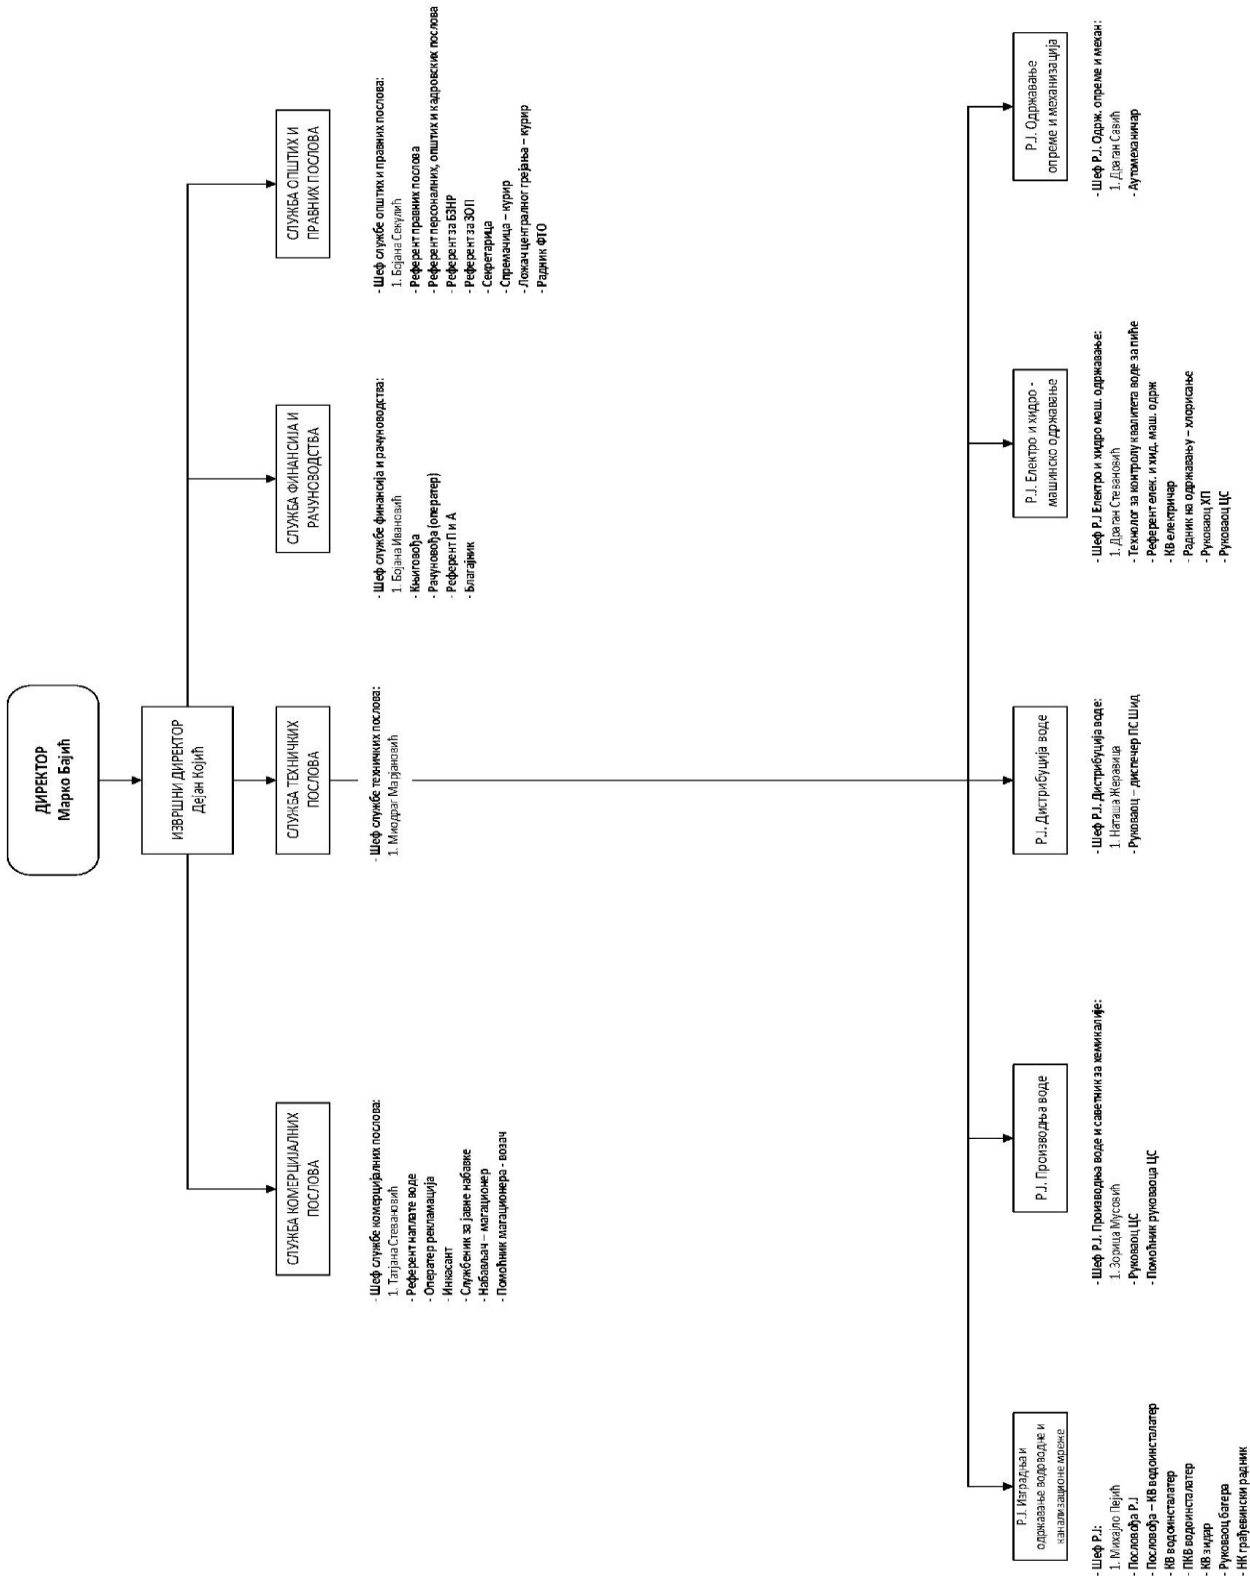 ДИРЕКТОР
Марко Бајић
ИЗВРШНИ ДИРЕКТОР
Дејан Којић
СЛУЖБА КОМЕРЦИЈАЛНИХ
ПОСЛОВА
- Шеф службе комерцијалних послова:
1. Татјана Стевановић
- Референт наплате воде
- Оператер рекламација
- Инкасант
- Службеник за јавне набавке
- Набављач – магационер
- Помоћник магационера - возач
СЛУЖБА ТЕХНИЧКИХ
ПОСЛОВА
- Шеф службе техничких послова:
1. Миодраг Марјановић
СЛУЖБА ФИНАНСИЈА И
РАЧУНОВОДСТВА
- Шеф службе финансија и рачуноводства:
1. Бојана Ивановић
- Књиговођа
- Рачуновођа (оператер)
- Референт П и А
- Благајник
СЛУЖБА ОПШТИХ И
ПРАВНИХ ПОСЛОВА
- Шеф службе општих и правних послова:
1. Бојана Секулић
- Референт правних послова
- Референт персоналних, општих и кадровских послова
- Референт за БЗНР
- Референт за ЗОП
- Секретарица
- Спремачица – курир
- Ложач централног грејања – курир
- Радник ФТО
Р.Ј. Изградња и
одржавање водоводне и
канализационе мреже
- Шеф Р.Ј:
1. Михајло Пејић
- Пословођа Р.Ј
- Пословођа – КВ водоинсталатер
- КВ водоинсталатер
- ПКВ водоинсталатер
- КВ зидар
- Руковаоц багера
- НК грађевински радник
Р.Ј. Производња воде
- Шеф Р.Ј. Производња воде и саветник за хемикалије:
1. Зорица Мусовић
- Руковаоц ЦС
- Помоћник руковаоца ЦС
Р.Ј. Дистрибуција воде
- Шеф Р.Ј. Дистрибуција воде:
1. Наташа Жеравица
- Руковаоц – диспечер ПС Шид
Р.Ј. Електро и хидро -
машинско одржавање
- Шеф Р.Ј Електро и хидро маш. одржавање:
1. Драган Стевановић
- Технолог за контролу квалитета воде за пиће
- Референт елек. и хид. маш. одрж
- КВ електричар
- Радник на одржавању – хлорисање
- Руковаоц ХП
- Руковаоц ЦС
Р.Ј. Одржавање
опреме и механизација
- Шеф Р.Ј. Одрж. опреме и механ:
1. Драган Савић
- Аутомеханичар